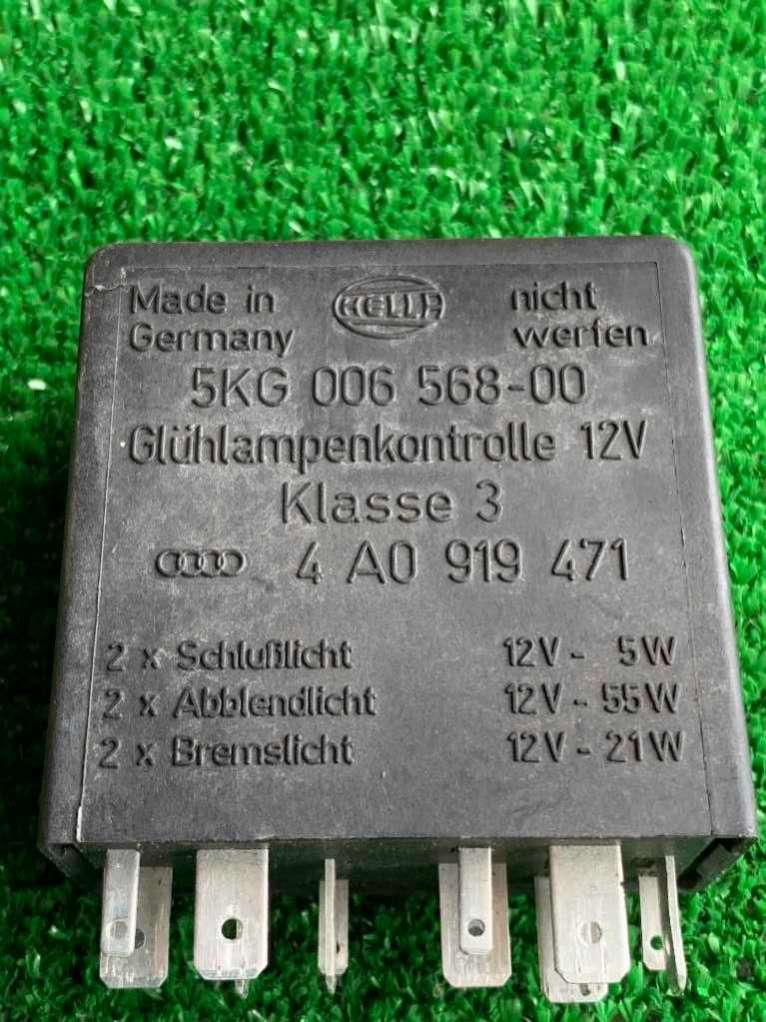 Made in HELLA nicht
Germany werfen
5KG 006 568-00
Glühlampenkontrolle 12V
Klasse 3
4 A0 919 471
2 x Schlußlicht 12V - 5W
2 x Abblendlicht 12V - 55W
2 x Bremslicht 12V - 21W